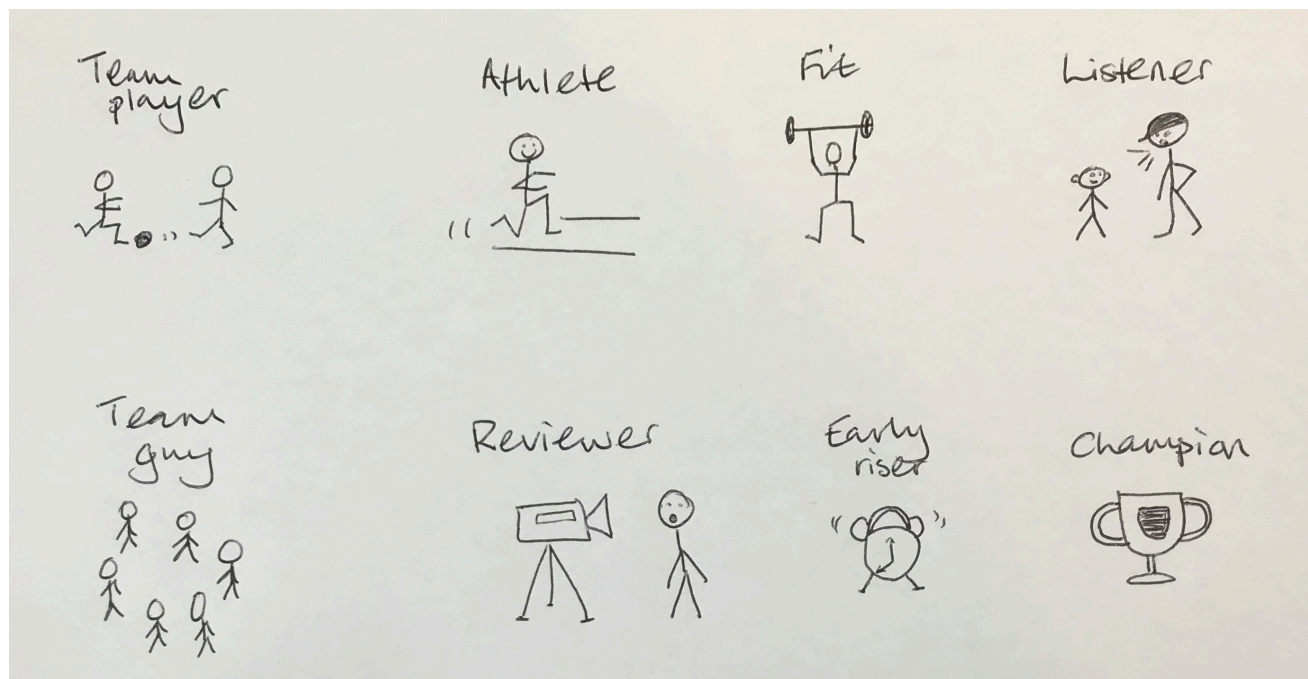 Team
player
Athlete
Fit
Listener
Team
guy
Reviewer
Early
riser
Champion